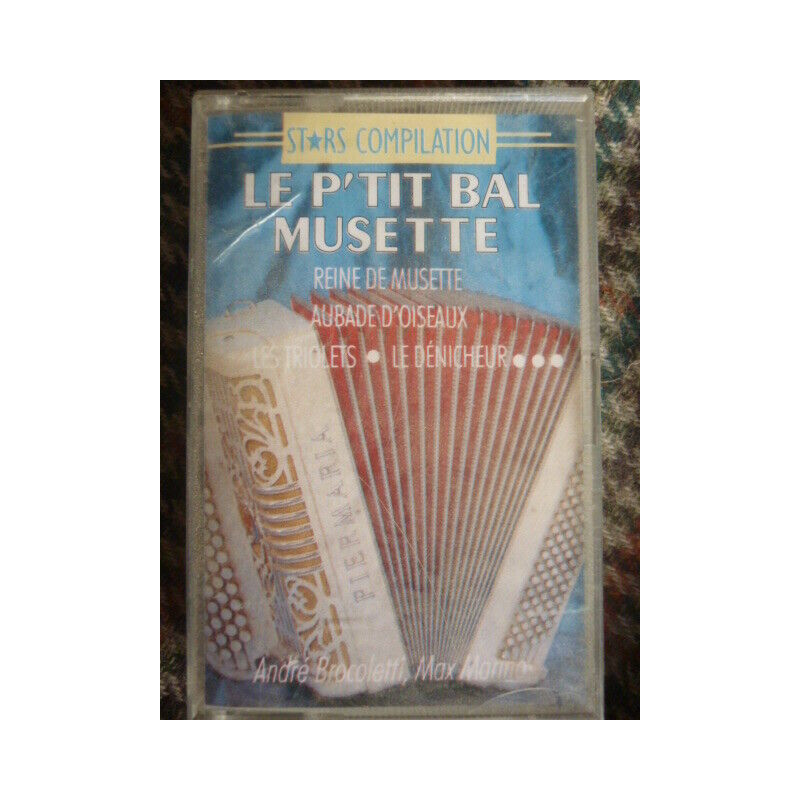 ST★RS COMPILATION
LE P'TIT BAL
MUSETTE
REINE DE MUSETTE
AUBADE D'OISEAUX
LES TRIOLETS • LE DÉNICHEUR●●●
PIERMARIA
André Brocoletti, Max Marino